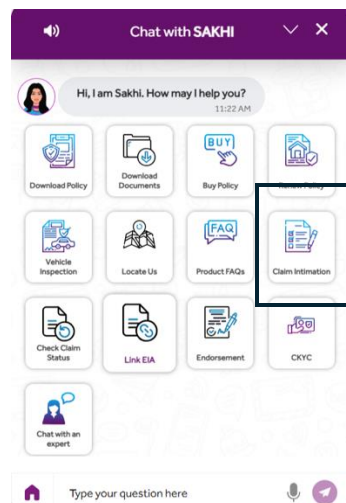 Chat with SAKHI
Hi, I am Sakhi. How may I help you?
11:22 AM
Download Policy
Download
Documents
BUY
Buy Policy
Renew Policy
Vehicle
Inspection
Locate Us
FAQ
Product FAQs
Claim Intimation
Check Claim
Status
Link EIA
Endorsement
CKYC
Chat with an
expert
Type your question here